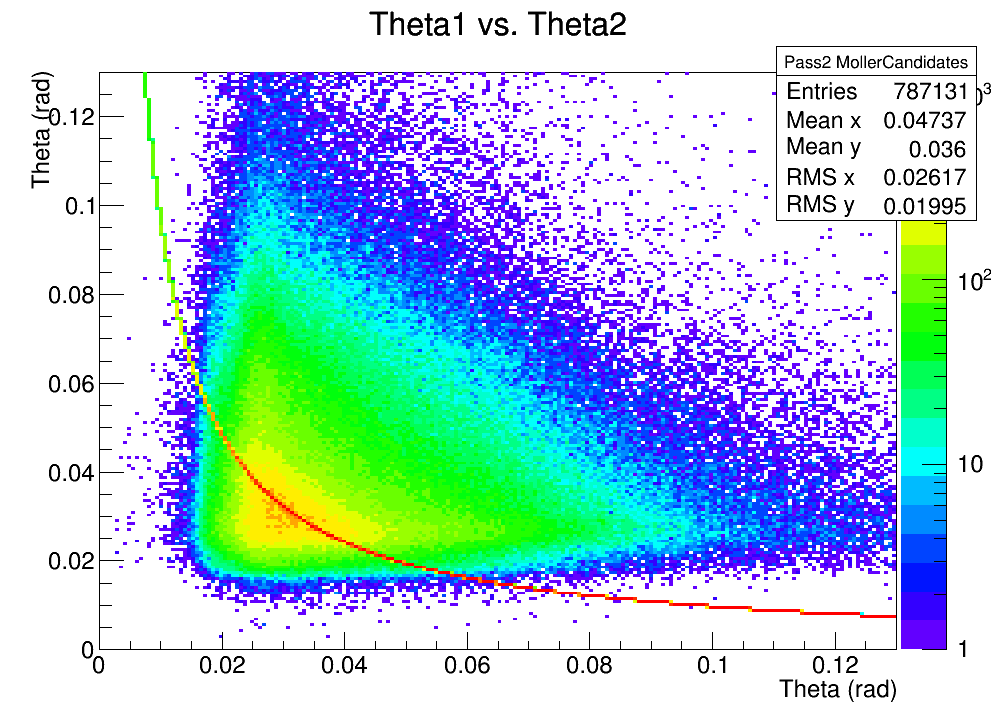 Theta1 vs. Theta2
Pass2 MollerCandidates
Entries 787131
Mean x 0.04737
Mean y 0.036
RMS x 0.02617
RMS y 0.01995
Theta (rad)
0.12
0.1
0.08
0.06
0.04
0.02
0
0 0.02 0.04 0.06 0.08 0.1 0.12
Theta (rad)
10²
10
1